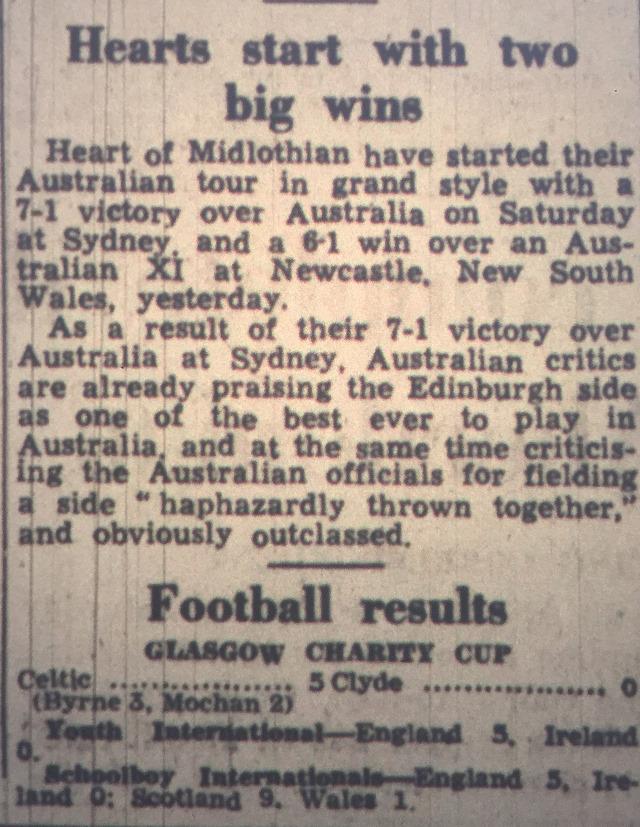 Hearts start with two
big wins
Heart of Midlothian have started their
Australian tour in grand style with a
7-1 victory over Australia on Saturday
at Sydney, and a 6-1 win over an Aus-
tralian XI at Newcastle, New South
Wales, yesterday.
As a result of their 7-1 victory over
Australia at Sydney, Australian critics
are already praising the Edinburgh side
as one of the best ever to play in
Australia, and at the same time criticis-
ing the Australian officials for fielding
a side "haphazardly thrown together,"
and obviously outclassed.
Football results
GLASGOW CHARITY CUP
Celtic ................. 5 Clyde .................. 0
(Byrne 3, Mochan 2)
Youth International—England 5, Ireland
0.
Schoolboy Internationals—England 5, Ire-
land 0; Scotland 9, Wales 1.